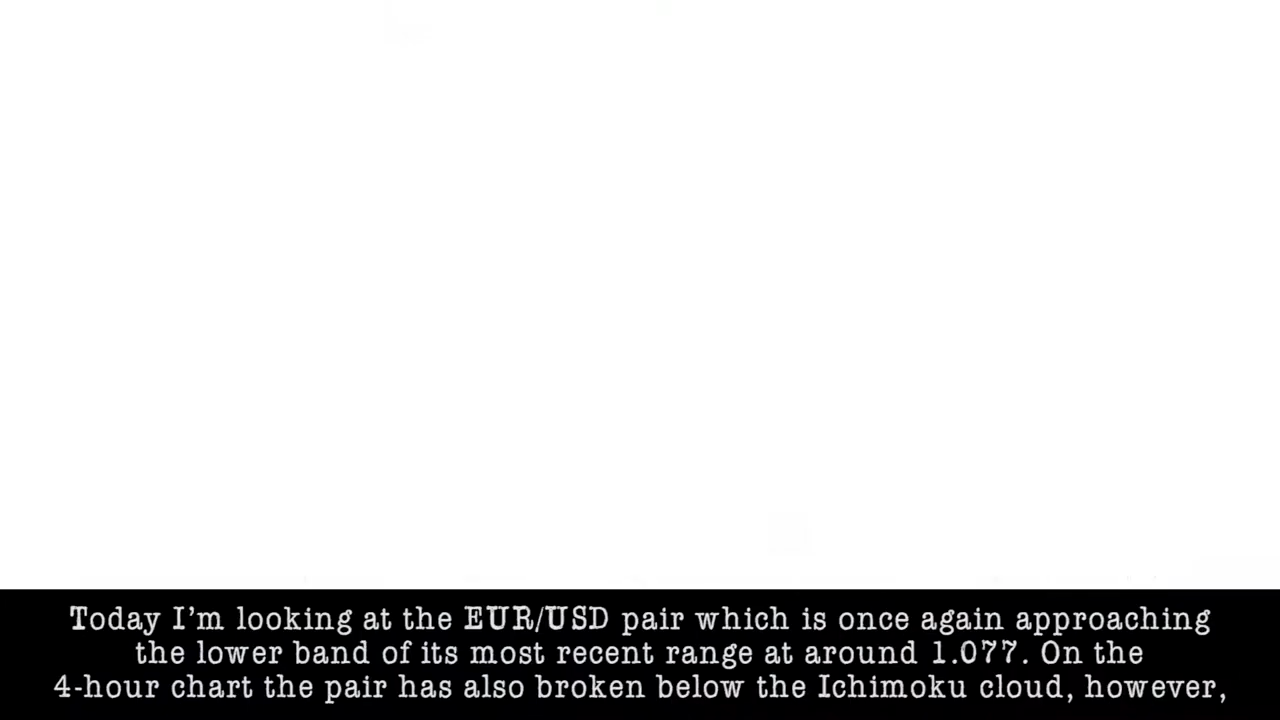 Today I'm looking at the EUR/USD pair which is once again approaching
the lower band of its most recent range at around 1.077. On the
4-hour chart the pair has also broken below the Ichimoku cloud, however,